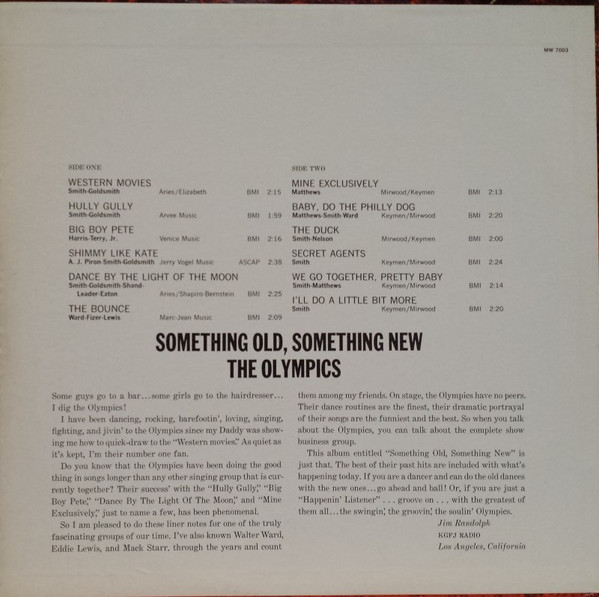 MW 7003
SIDE ONE
WESTERN MOVIES
Smith-Goldsmith Aries/Elizabeth BMI 2:15
HULLY GULLY
Smith-Goldsmith Arvee Music BMI 1:59
BIG BOY PETE
Harris-Terry, Jr. Venice Music BMI 2:16
SHIMMY LIKE KATE
A. J. Piron-Smith-Goldsmith Jerry Vogel Music ASCAP 2:38
DANCE BY THE LIGHT OF THE MOON
Smith-Goldsmith-Shand-
Leader-Eaton Aries/Shapiro-Bernstein BMI 2:25
THE BOUNCE
Ward-Fizer-Lewis Marc-Jean Music BMI 2:09
SIDE TWO
MINE EXCLUSIVELY
Matthews Mirwood/Keymen BMI 2:13
BABY, DO THE PHILLY DOG
Matthews-Smith-Ward Keymen/Mirwood BMI 2:20
THE DUCK
Smith-Nelson Mirwood/Keymen BMI 2:00
SECRET AGENTS
Smith Keymen/Mirwood BMI 2:24
WE GO TOGETHER, PRETTY BABY
Smith-Matthews Keymen/Mirwood BMI 2:14
I'LL DO A LITTLE BIT MORE
Smith Keymen/Mirwood BMI 2:20
SOMETHING OLD, SOMETHING NEW
THE OLYMPICS
Some guys go to a bar...some girls go to the hairdresser...
I dig the Olympics!
I have been dancing, rocking, barefootin', loving, singing,
fighting, and jivin' to the Olympics since my Daddy was show-
ing me how to quick-draw to the "Western movies." As quiet as
it's kept, I'm their number one fan.
Do you know that the Olympics have been doing the good
thing in songs longer than any other singing group that is cur-
rently together? Their success' with the "Hully Gully," "Big
Boy Pete," "Dance By The Light Of The Moon," and "Mine
Exclusively," just to name a few, has been phenomenal.
So I am pleased to do these liner notes for one of the truly
fascinating groups of our time. I've also known Walter Ward,
Eddie Lewis, and Mack Starr, through the years and count
them among my friends. On stage, the Olympics have no peers.
Their dance routines are the finest, their dramatic portrayal
of their songs are the funniest and the best. So when you talk
about the Olympics, you can talk about the complete show
business group.
This album entitled "Something Old, Something New" is
just that. The best of their past hits are included with what's
happening today. If you are a dancer and can do the old dances
with the new ones...go ahead and ball! Or, if you are just a
"Happenin' Listener" ... groove on ... with the greatest of
them all...the swingin', the groovin', the soulin' Olympics.
Jim Randolph
KGFJ RADIO
Los Angeles, California